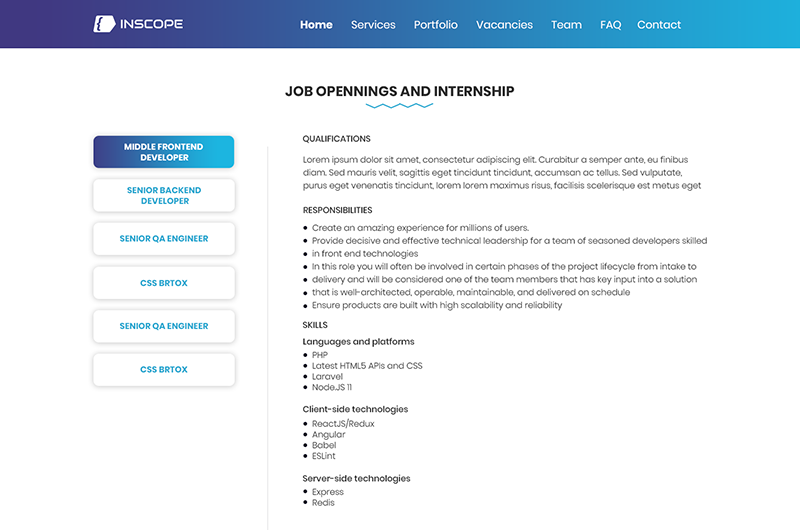 INSCOPE
Home Services Portfolio Vacancies Team FAQ Contact
JOB OPENNINGS AND INTERNSHIP
MIDDLE FRONTEND
DEVELOPER
SENIOR BACKEND
DEVELOPER
SENIOR QA ENGINEER
CSS BRTOX
SENIOR QA ENGINEER
CSS BRTOX
QUALIFICATIONS
Lorem ipsum dolor sit amet, consectetur adipiscing elit. Curabitur a semper ante, eu finibus
diam. Sed mauris velit, sagittis eget tincidunt tincidunt, accumsan ac tellus. Sed vulputate,
purus eget venenatis tincidunt, lorem lorem maximus risus, facilisis scelerisque est metus eget
RESPONSIBILITIES
• Create an amazing experience for millions of users.
• Provide decisive and effective technical leadership for a team of seasoned developers skilled
• in front end technologies
• In this role you will often be involved in certain phases of the project lifecycle from intake to
• delivery and will be considered one of the team members that has key input into a solution
• that is well-architected, operable, maintainable, and delivered on schedule
• Ensure products are built with high scalability and reliability
SKILLS
Languages and platforms
• PHP
• Latest HTML5 APIs and CSS
• Laravel
• Node.JS 11
Client-side technologies
• ReactJS/Redux
• Angular
• Babel
• ESLint
Server-side technologies
• Express
• Redis